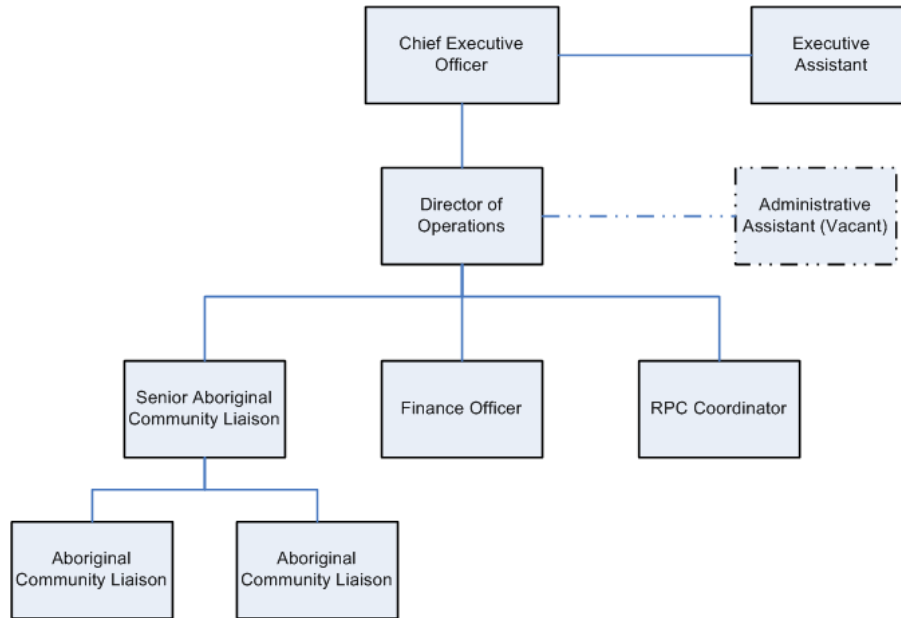 Chief Executive
Officer
Executive
Assistant
Director of
Operations
Administrative
Assistant (Vacant)
Senior Aboriginal
Community Liaison
Finance Officer
RPC Coordinator
Aboriginal
Community Liaison
Aboriginal
Community Liaison